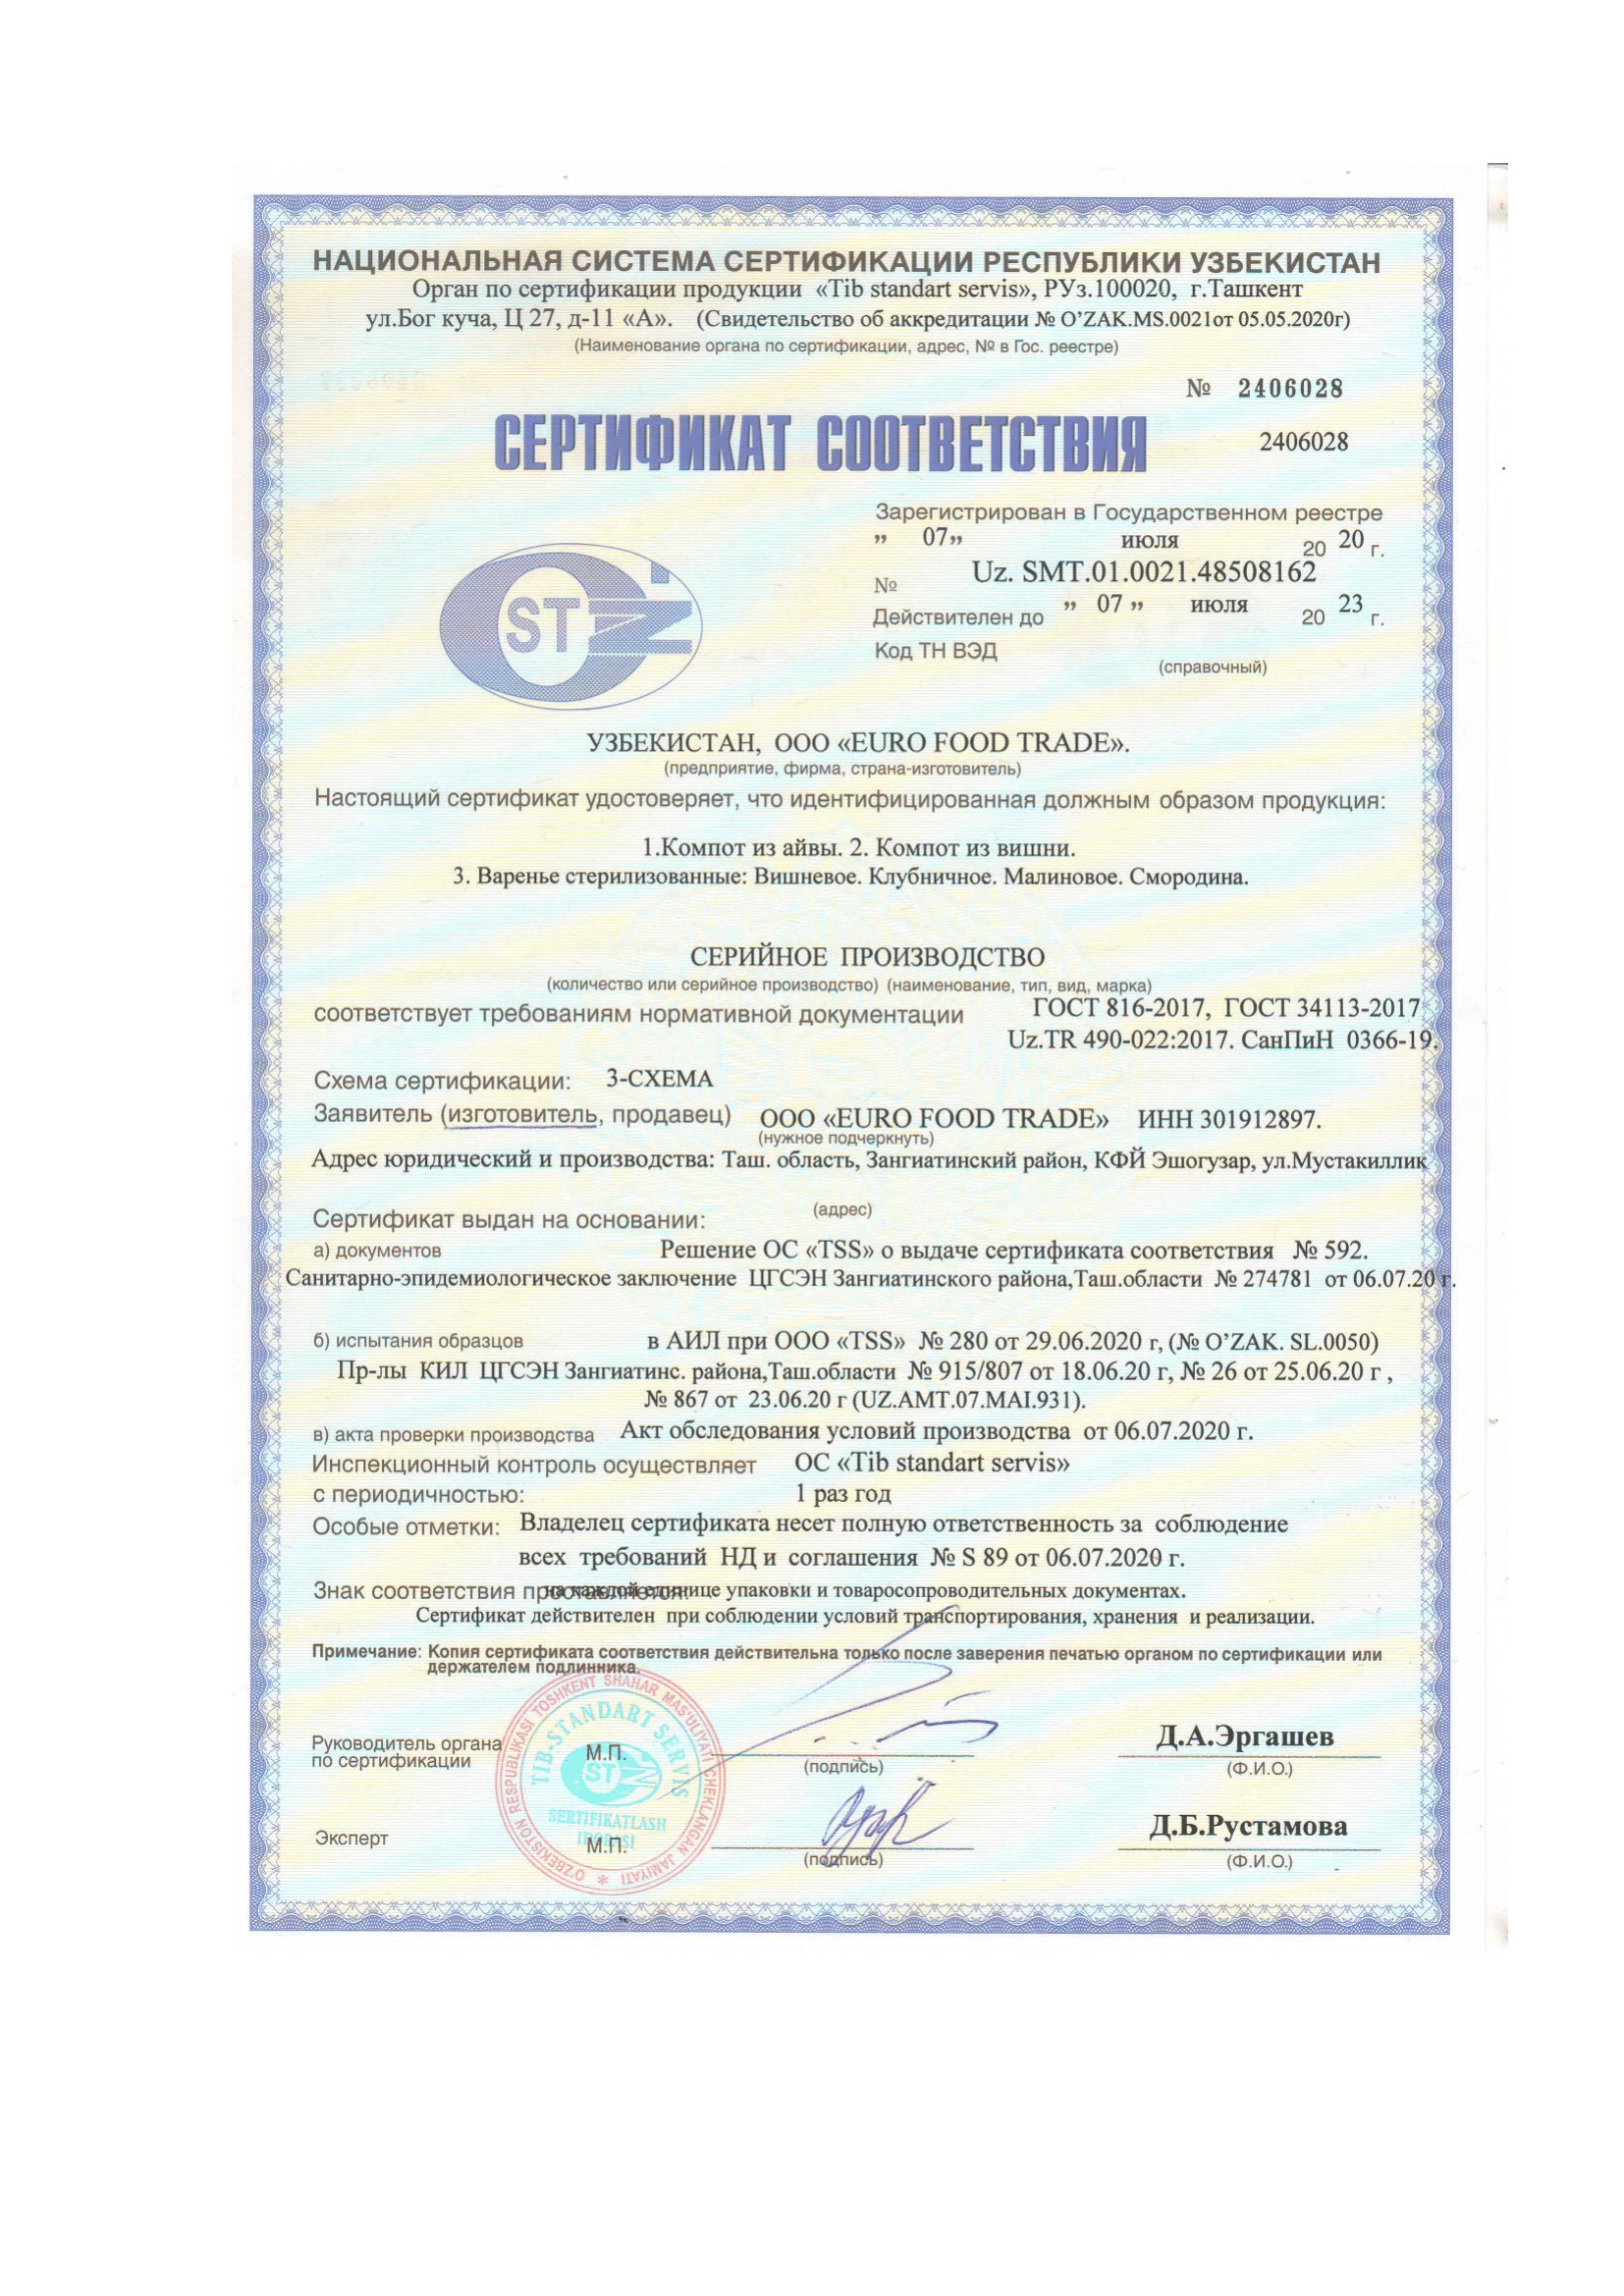 НАЦИОНАЛЬНАЯ СИСТЕМА СЕРТИФИКАЦИИ РЕСПУБЛИКИ УЗБЕКИСТАН
Орган по сертификации продукции «Tib standart servis», РУз.100020, г.Ташкент
ул.Бог куча, Ц 27, д-11 «А». (Свидетельство об аккредитации № O’ZAK.MS.0021от 05.05.2020г)
(Наименование органа по сертификации, адрес, № в Гос. реестре)
№ 2406028
СЕРТИФИКАТ СООТВЕТСТВИЯ
2406028
Зарегистрирован в Государственном реестре
„ 07„ июля 20 20 г.
№ Uz. SMT.01.0021.48508162
Действителен до „ 07 „ июля 20 23 г.
Код ТН ВЭД
(справочный)
ST
УЗБЕКИСТАН, ООО «EURO FOOD TRADE».
(предприятие, фирма, страна-изготовитель)
Настоящий сертификат удостоверяет, что идентифицированная должным образом продукция:
1.Компот из айвы. 2. Компот из вишни.
3. Варенье стерилизованные: Вишневое. Клубничное. Малиновое. Смородина.
СЕРИЙНОЕ ПРОИЗВОДСТВО
(количество или серийное производство) (наименование, тип, вид, марка)
соответствует требованиям нормативной документации ГОСТ 816-2017, ГОСТ 34113-2017
Uz.TR 490-022:2017. СанПиН 0366-19.
Схема сертификации: 3-СХЕМА
Заявитель (изготовитель, продавец) ООО «EURO FOOD TRADE» ИНН 301912897.
(нужное подчеркнуть)
Адрес юридический и производства: Таш. область, Зангиатинский район, КФЙ Эшогузар, ул.Мустакиллик
(адрес)
Сертификат выдан на основании:
а) документов Решение ОС «TSS» о выдаче сертификата соответствия № 592.
Санитарно-эпидемиологическое заключение ЦГСЭН Зангиатинского района,Таш.области № 274781 от 06.07.20 г.
б) испытания образцов в АИЛ при ООО «TSS» № 280 от 29.06.2020 г, (№ O’ZAK. SL.0050)
Пр-лы КИЛ ЦГСЭН Зангиатинс. района,Таш.области № 915/807 от 18.06.20 г, № 26 от 25.06.20 г ,
№ 867 от 23.06.20 г (UZ.AMT.07.MAI.931).
в) акта проверки производства Акт обследования условий производства от 06.07.2020 г.
Инспекционный контроль осуществляет ОС «Tib standart servis»
с периодичностью: 1 раз год
Особые отметки: Владелец сертификата несет полную ответственность за соблюдение
всех требований НД и соглашения № S 89 от 06.07.2020 г.
Знак соответствия проставляется: на каждой единице упаковки и товаросопроводительных документах.
Сертификат действителен при соблюдении условий транспортирования, хранения и реализации.
Примечание: Копия сертификата соответствия действительна только после заверения печатью органом по сертификации или
держателем подлинника.
O'ZBEKISTON RESPUBLIKASI TOSHKENT SHAHAR MAS'ULIYATI CHEKLANGAN JAMIYATI
TIB-STANDART SERVIS
ST
SERTIFIKATLASH
IDORASI
Руководитель органа
по сертификации
М.П.
(подпись)
Д.А.Эргашев
(Ф.И.О.)
Эксперт
М.П.
(подпись)
Д.Б.Рустамова
(Ф.И.О.)